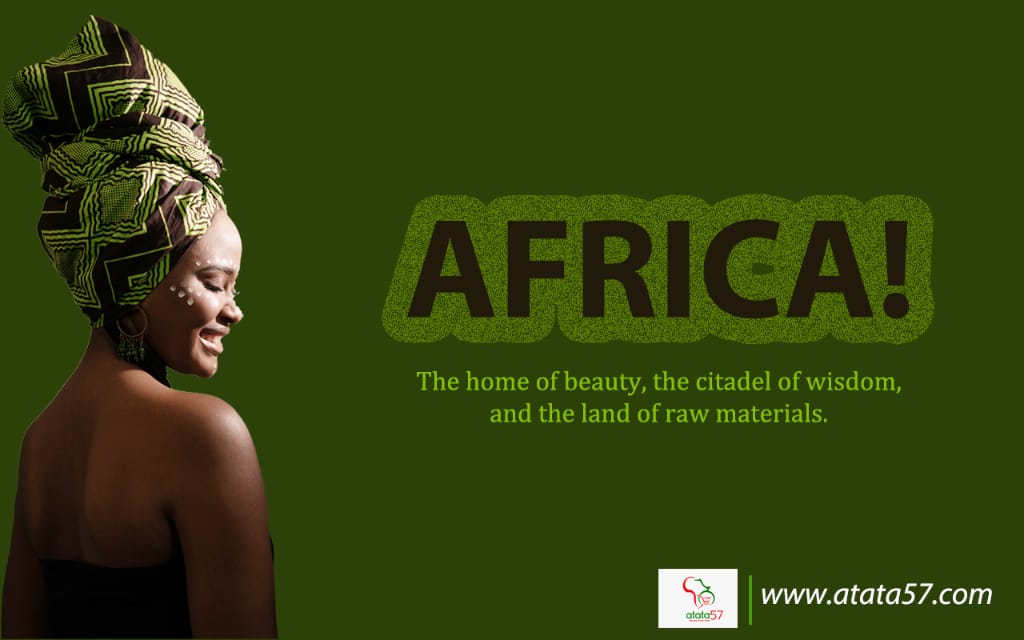 AFRICA!
The home of beauty, the citadel of wisdom,
and the land of raw materials.
atata57
www.atata57.com